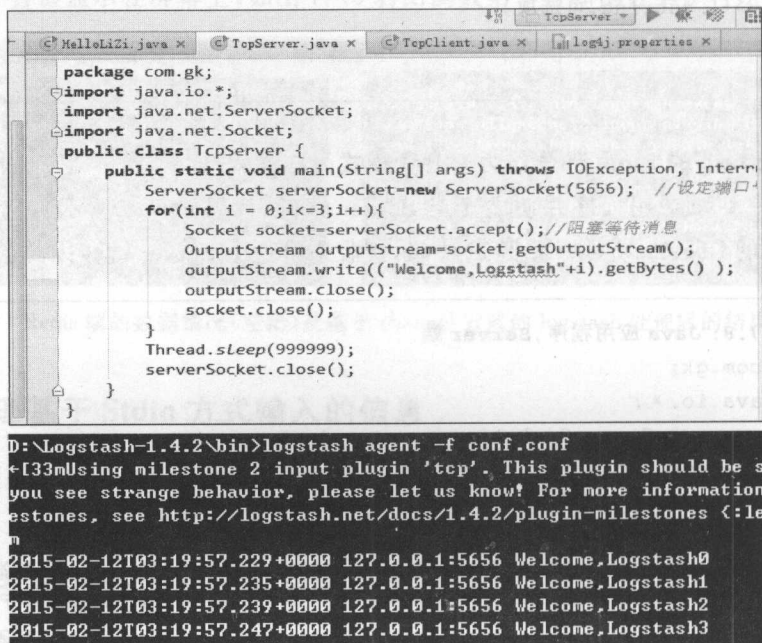 TcpServer
HelloLiZi.java × TcpServer.java × TcpClient.java × log4j.properties ×
package com.gk;
import java.io.*;
import java.net.ServerSocket;
import java.net.Socket;
public class TcpServer {
public static void main(String[] args) throws IOException, Interr
ServerSocket serverSocket=new ServerSocket(5656); //设定端口
for(int i = 0;i<=3;i++){
Socket socket=serverSocket.accept();//阻塞等待消息
OutputStream outputStream=socket.getOutputStream();
outputStream.write(("Welcome,Logstash"+i).getBytes() );
outputStream.close();
socket.close();
}
Thread.sleep(999999);
serverSocket.close();
}
}
D:\Logstash-1.4.2\bin>logstash agent -f conf.conf
←[33mUsing milestone 2 input plugin 'tcp'. This plugin should be s
you see strange behavior, please let us know! For more information
estones, see http://logstash.net/docs/1.4.2/plugin-milestones {:le
m
2015-02-12T03:19:57.229+0000 127.0.0.1:5656 Welcome,Logstash0
2015-02-12T03:19:57.235+0000 127.0.0.1:5656 Welcome,Logstash1
2015-02-12T03:19:57.239+0000 127.0.0.1:5656 Welcome,Logstash2
2015-02-12T03:19:57.247+0000 127.0.0.1:5656 Welcome,Logstash3